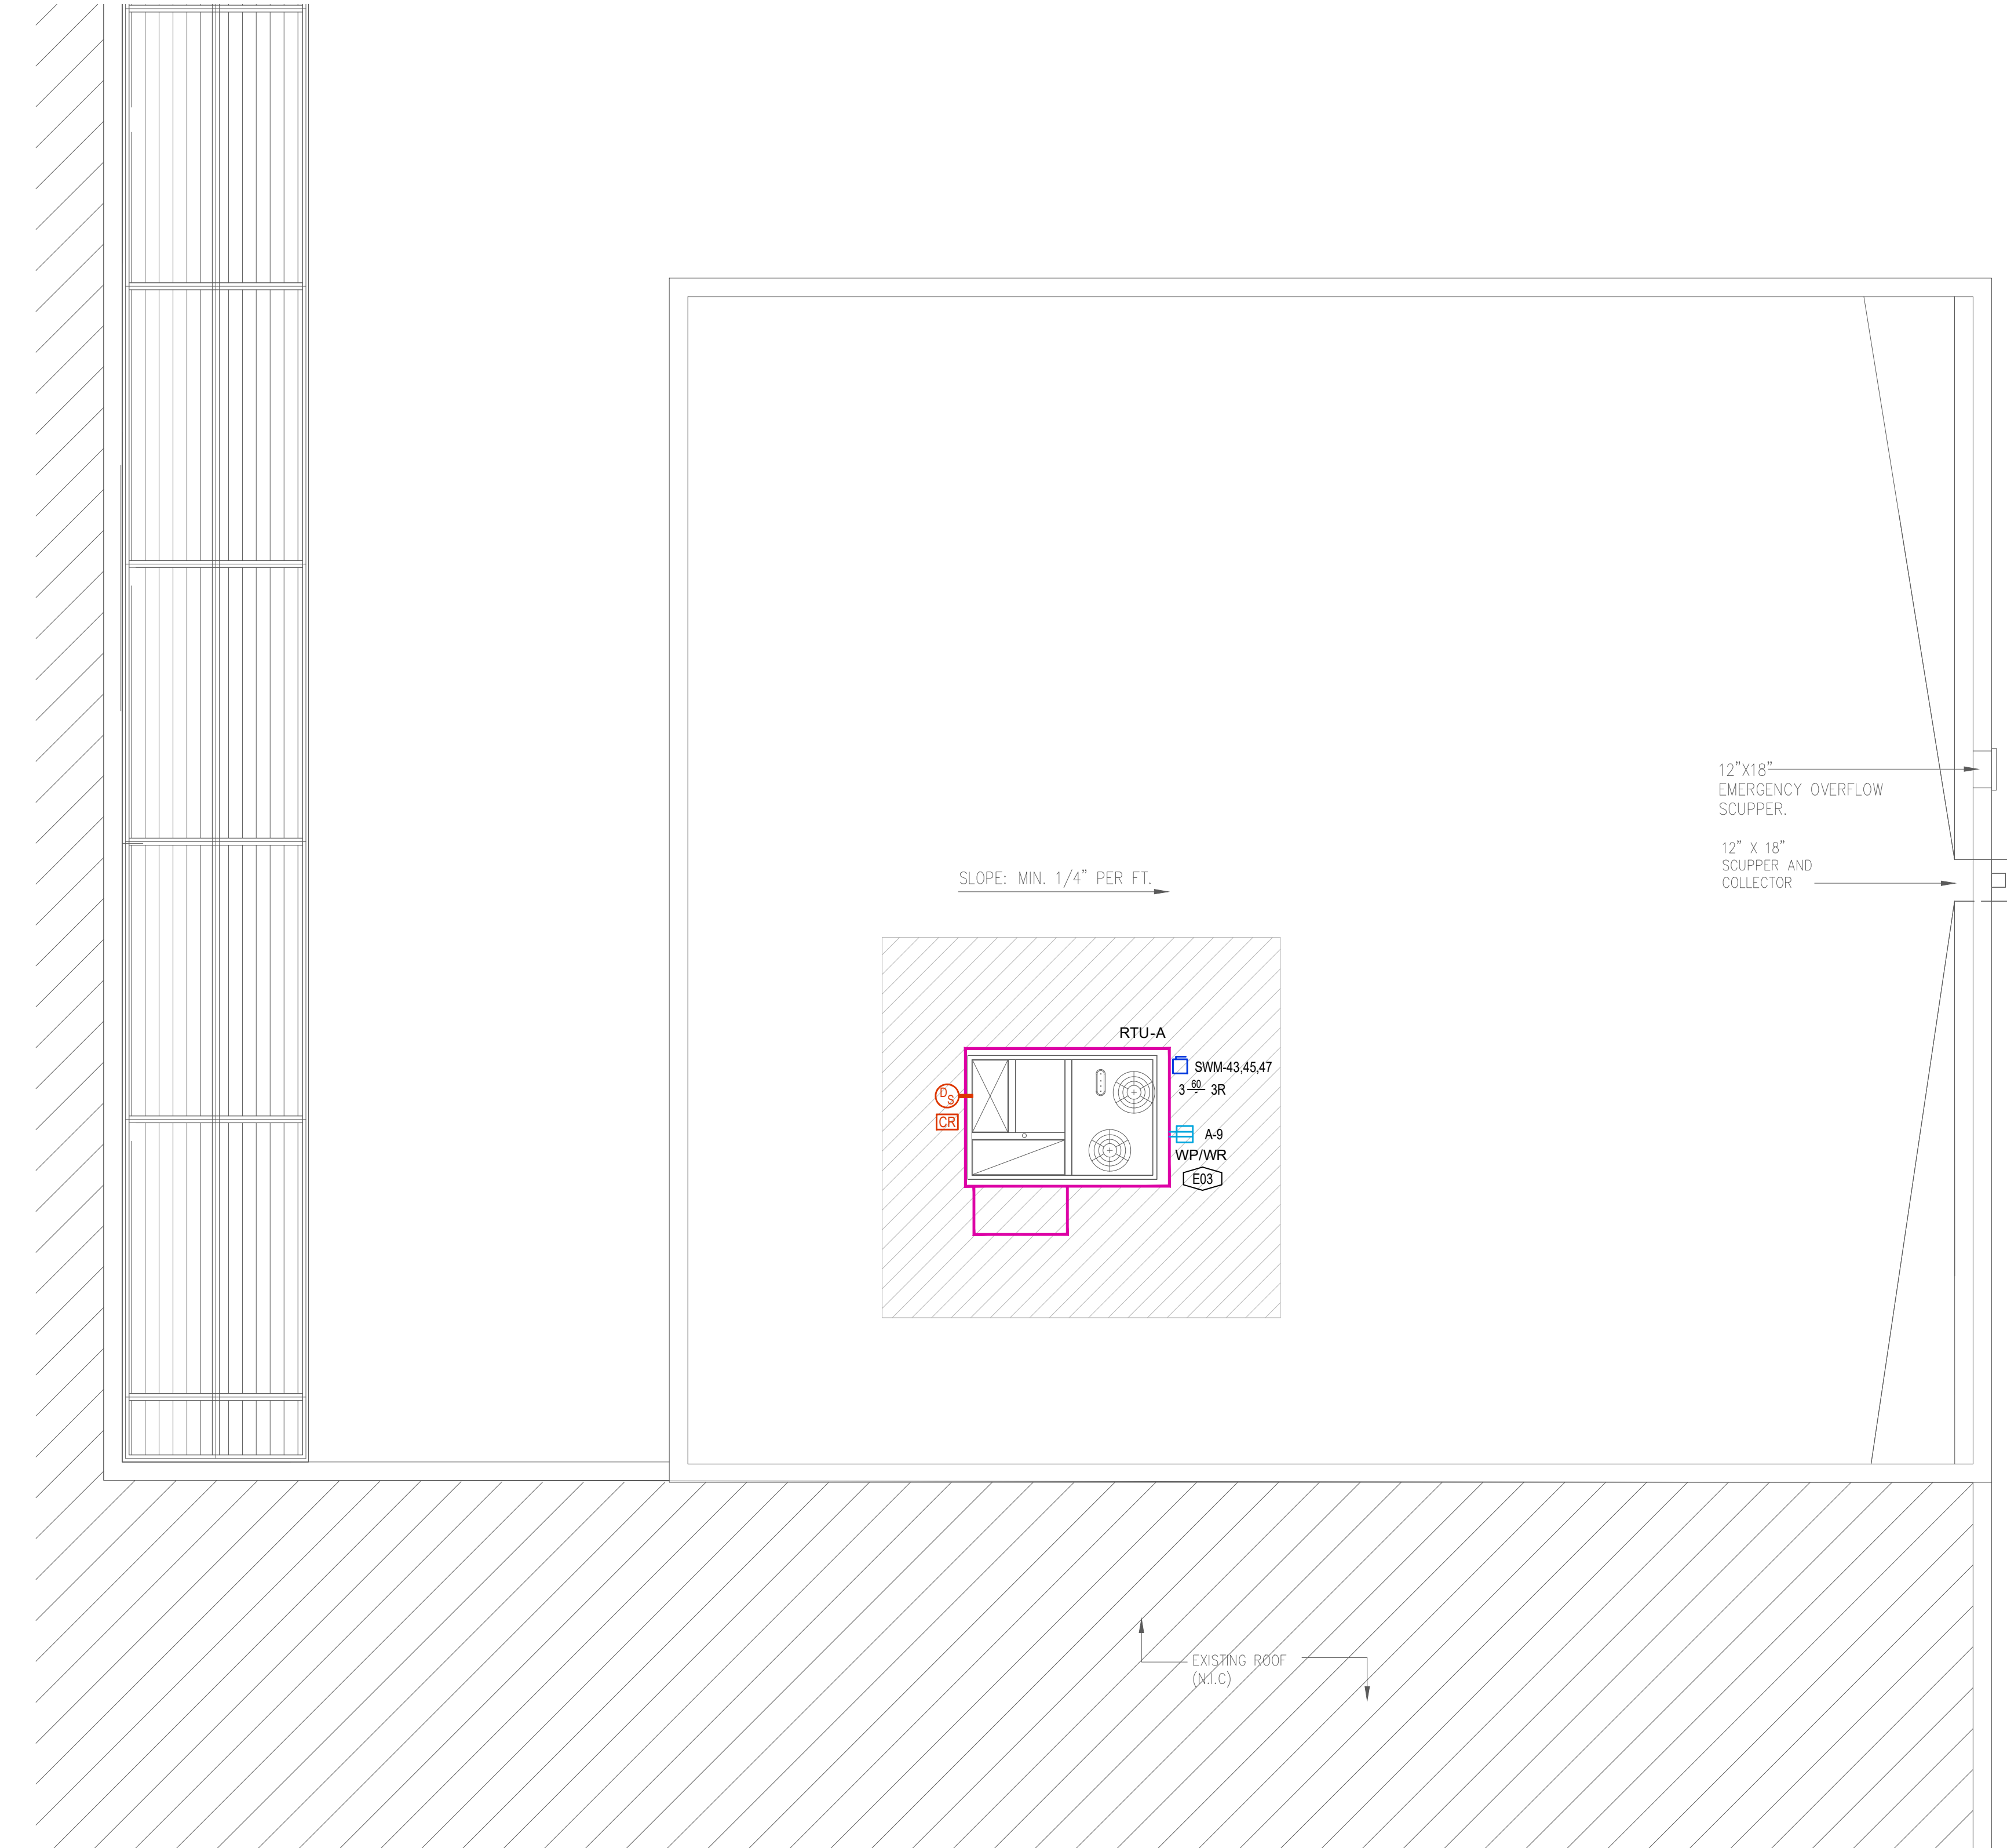 12"X18"
EMERGENCY OVERFLOW
SCUPPER.
12" X 18"
SCUPPER AND
COLLECTOR
SLOPE: MIN. 1/4" PER FT.
RTU-A
SWM-43,45,47
3 60 3R
-
DS
CR
A-9
WP/WR
E03
EXISTING ROOF
(N.I.C)